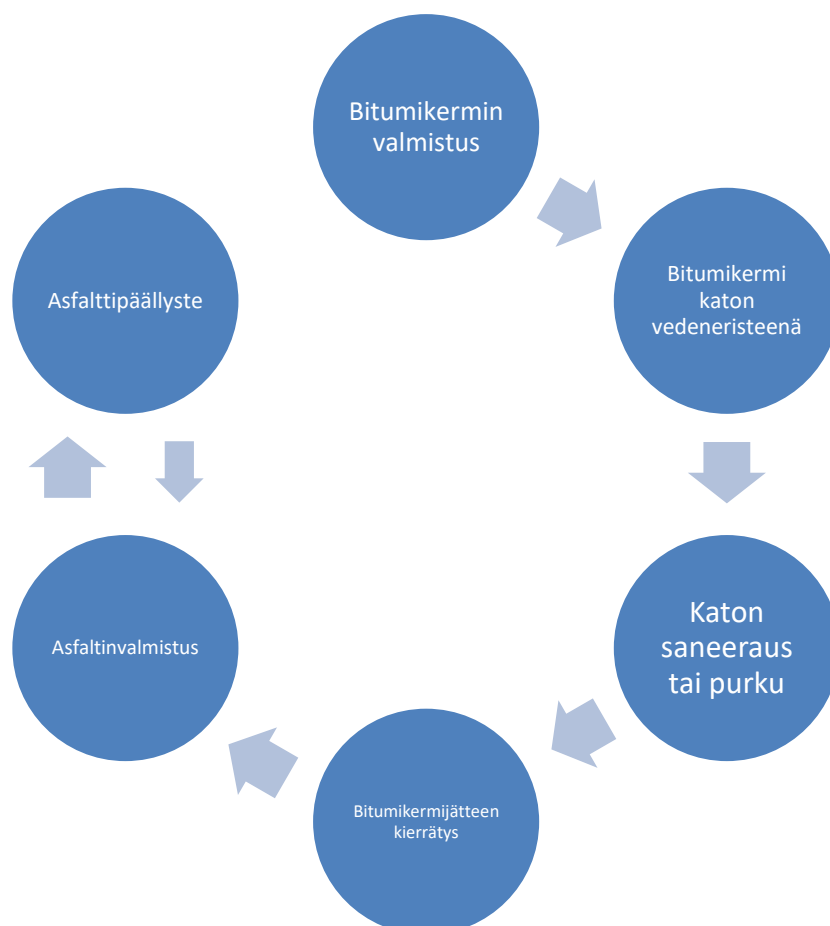 Bitumikermin
valmistus
Bitumikermi
katon
vedeneristeenä
Katon
saneeraus
tai purku
Bitumikermijätteen
kierrätys
Asfaltinvalmistus
Asfalttipäällyste